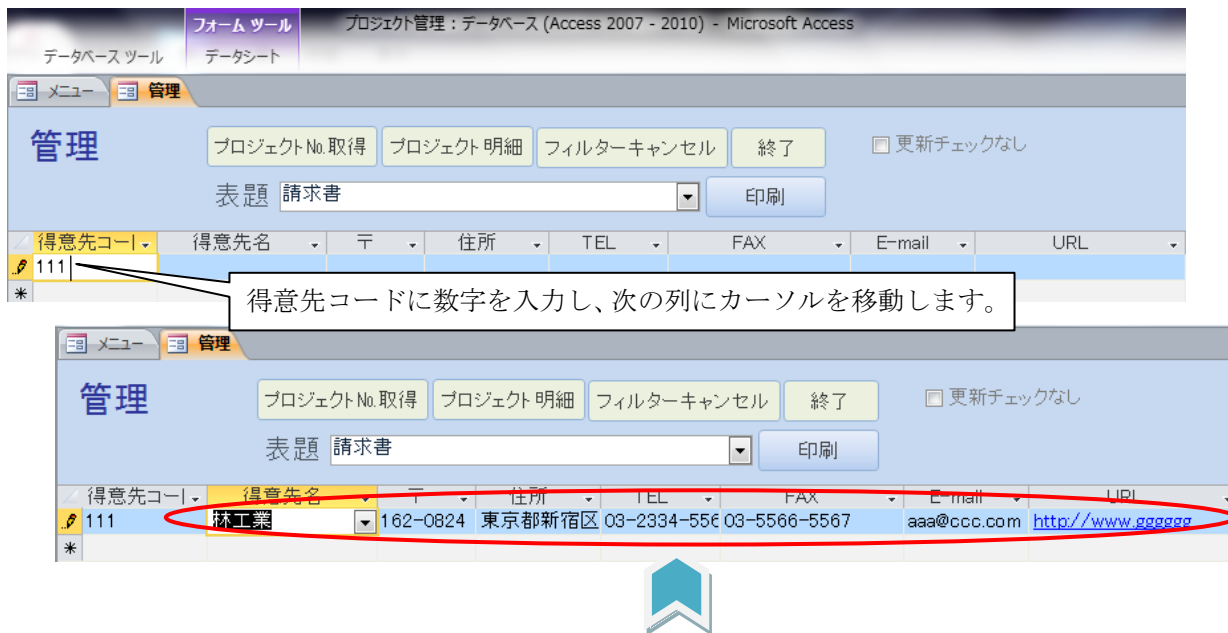 フォーム ツール プロジェクト管理：データベース (Access 2007 - 2010) - Microsoft Access
データベース ツール データシート
メニュー 管理
管理 プロジェクトNo.取得 プロジェクト明細 フィルターキャンセル 終了 更新チェックなし
表題 請求書 印刷
得意先コー 得意先名 〒 住所 TEL FAX E-mail URL
111
得意先コードに数字を入力し、次の列にカーソルを移動します。
メニュー 管理
管理 プロジェクトNo.取得 プロジェクト明細 フィルターキャンセル 終了 更新チェックなし
表題 請求書 印刷
得意先コー 得意先名 〒 住所 TEL FAX E-mail URL
111 林工業 162-0824 東京都新宿区 03-2334-556 03-5566-5567 aaa@ccc.com http://www.gggggg